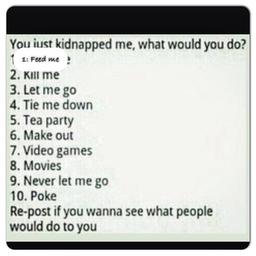 You just kidnapped me, what would you do?
1: Feed me
2. Kill me
3. Let me go
4. Tie me down
5. Tea party
6. Make out
7. Video games
8. Movies
9. Never let me go
10. Poke
Re-post if you wanna see what people
would do to you